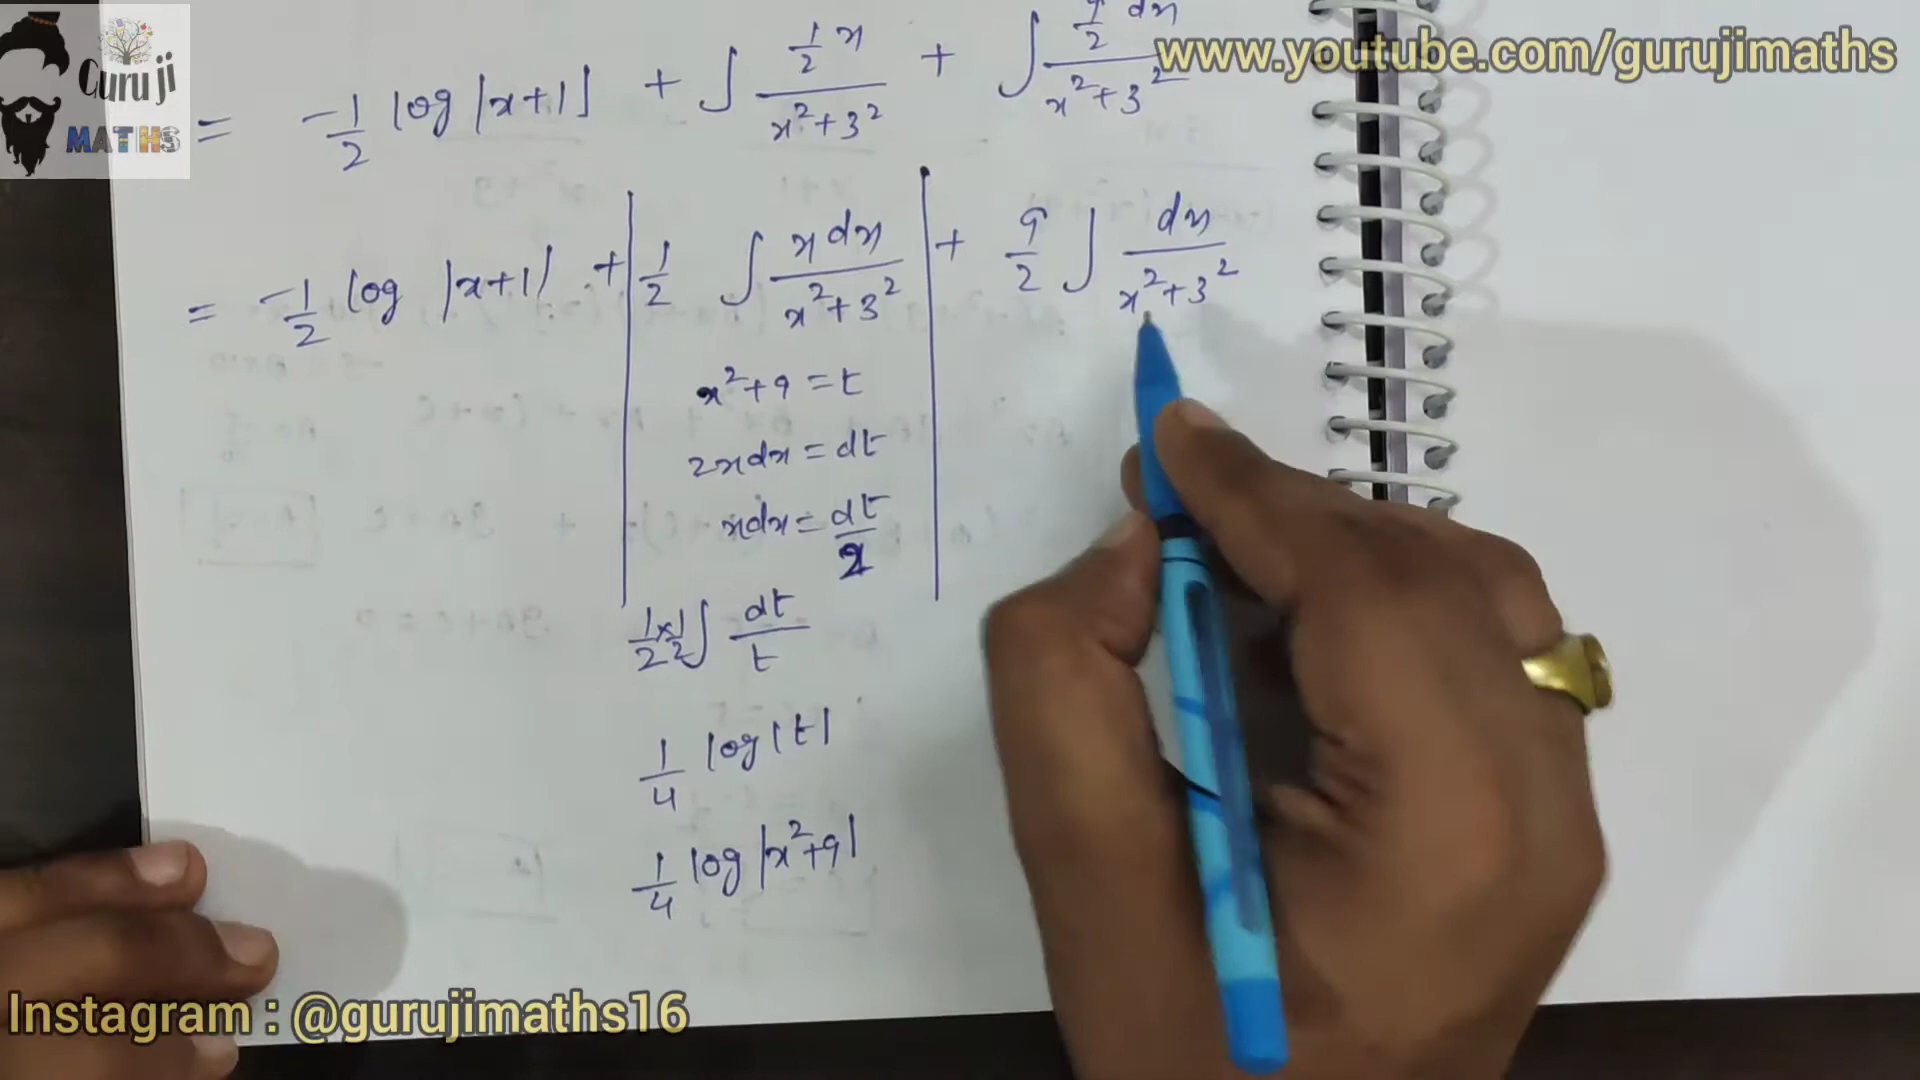 Guruji
MATHS
www.youtube.com/gurujimaths
= -1/2 log |x+1| + ∫ 1/2 x / x²+3² + ∫ 9/2 dx / x²+3²
= -1/2 log |x+1| + 1/2 ∫ x dx / x²+3² + 9/2 ∫ dx / x²+3²
x²+9 = t
2x dx = dt
x dx = dt/2
1/2 × 1/2 ∫ dt/t
1/4 log |t|
1/4 log |x²+9|
Instagram : @gurujimaths16